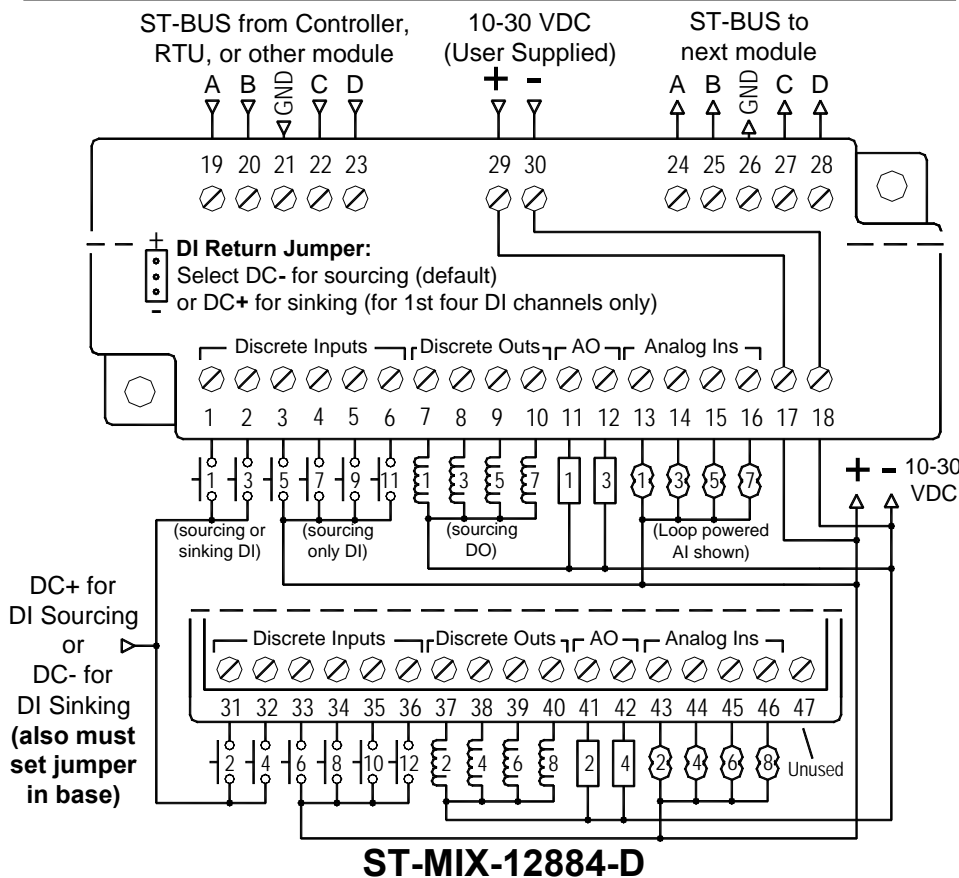 ST-BUS from Controller,
RTU, or other module
10-30 VDC
(User Supplied)
ST-BUS to
next module
A B GND C D
+ -
A B GND C D
19 20 21 22 23 29 30 24 25 26 27 28
+
-
DI Return Jumper:
Select DC- for sourcing (default)
or DC+ for sinking (for 1st four DI channels only)
Discrete Inputs Discrete Outs AO Analog Ins
1 2 3 4 5 6 7 8 9 10 11 12 13 14 15 16 17 18
1 3 5 7 9 11 1 3 5 7 1 3 1 3 5 7
+ - 10-30
VDC
(sourcing or
sinking DI)
(sourcing
only DI)
(sourcing
DO)
(Loop powered
AI shown)
DC+ for
DI Sourcing
or
DC- for
DI Sinking
(also must
set jumper
in base)
Discrete Inputs Discrete Outs AO Analog Ins
31 32 33 34 35 36 37 38 39 40 41 42 43 44 45 46 47
2 4 6 8 10 12 2 4 6 8 2 4 2 4 6 8
Unused
ST-MIX-12884-D